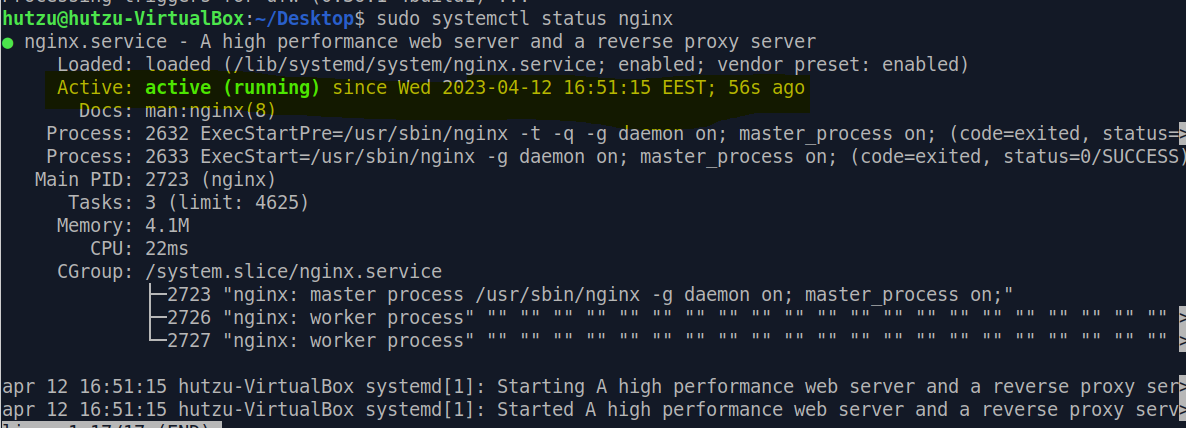 hutzu@hutzu-VirtualBox:~/Desktop$ sudo systemctl status nginx
● nginx.service - A high performance web server and a reverse proxy server
Loaded: loaded (/lib/systemd/system/nginx.service; enabled; vendor preset: enabled)
Active: active (running) since Wed 2023-04-12 16:51:15 EEST; 56s ago
Docs: man:nginx(8)
Process: 2632 ExecStartPre=/usr/sbin/nginx -t -q -g daemon on; master_process on; (code=exited, status=>
Process: 2633 ExecStart=/usr/sbin/nginx -g daemon on; master_process on; (code=exited, status=0/SUCCESS)
Main PID: 2723 (nginx)
Tasks: 3 (limit: 4625)
Memory: 4.1M
CPU: 22ms
CGroup: /system.slice/nginx.service
├─2723 "nginx: master process /usr/sbin/nginx -g daemon on; master_process on;"
├─2726 "nginx: worker process" "" "" "" "" "" "" "" "" "" "" "" "" "" "" "" "" "" "" "" "" "" >
└─2727 "nginx: worker process" "" "" "" "" "" "" "" "" "" "" "" "" "" "" "" "" "" "" "" "" "" >
apr 12 16:51:15 hutzu-VirtualBox systemd[1]: Starting A high performance web server and a reverse proxy ser>
apr 12 16:51:15 hutzu-VirtualBox systemd[1]: Started A high performance web server and a reverse proxy serv>
1-17/17 (END)